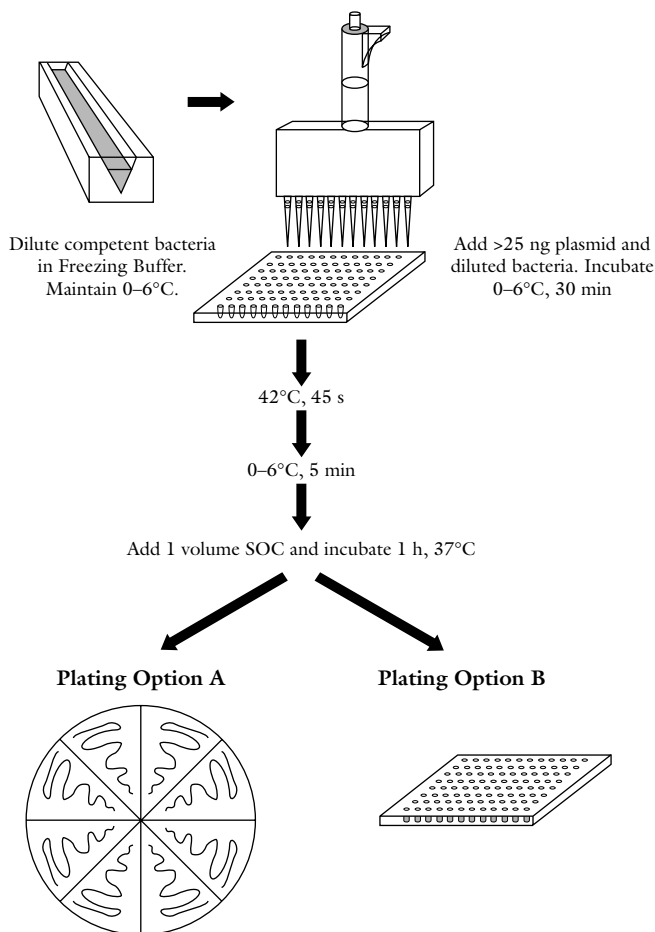 Dilute competent bacteria
in Freezing Buffer.
Maintain 0–6°C.
Add >25 ng plasmid and
diluted bacteria. Incubate
0–6°C, 30 min
42°C, 45 s
0–6°C, 5 min
Add 1 volume SOC and incubate 1 h, 37°C
Plating Option A
Plating Option B